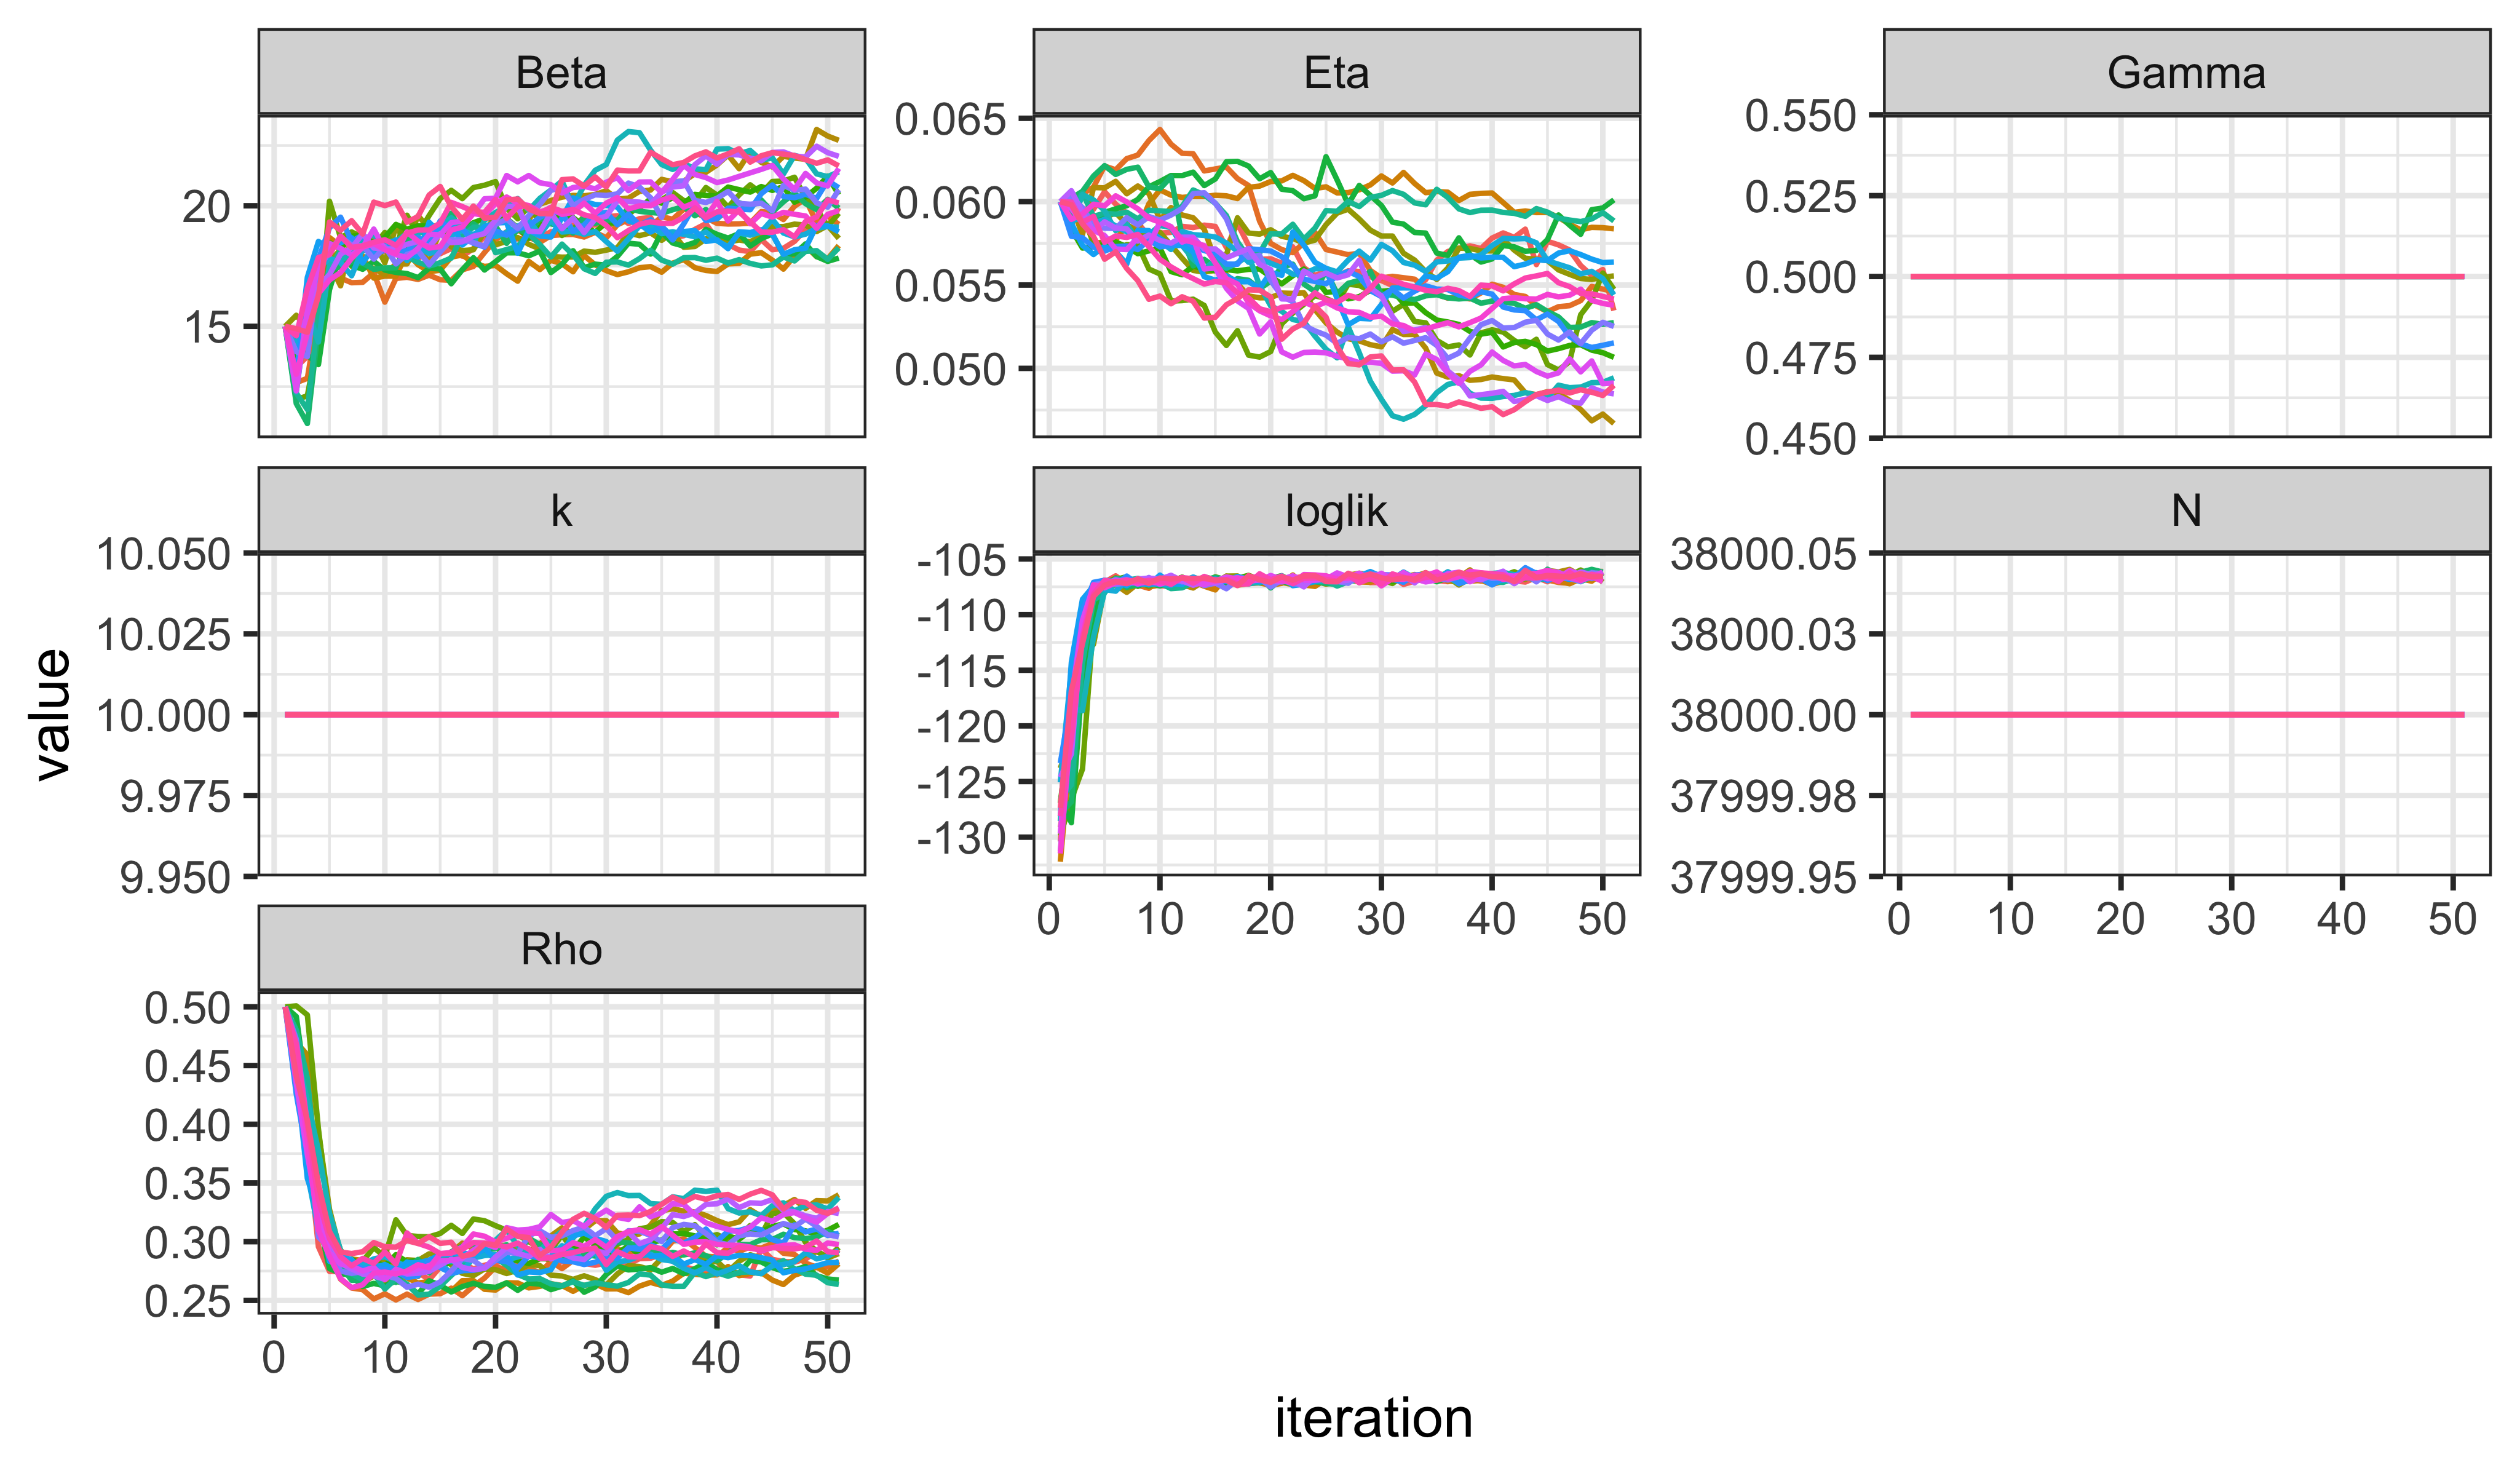 Beta
Eta
Gamma
20
15
0.065
0.060
0.055
0.050
0.550
0.525
0.500
0.475
0.450
k
loglik
N
10.050
10.025
10.000
9.975
9.950
-105
-110
-115
-120
-125
-130
38000.05
38000.03
38000.00
37999.98
37999.95
0 10 20 30 40 50
0 10 20 30 40 50
Rho
0.50
0.45
0.40
0.35
0.30
0.25
0 10 20 30 40 50
value
iteration